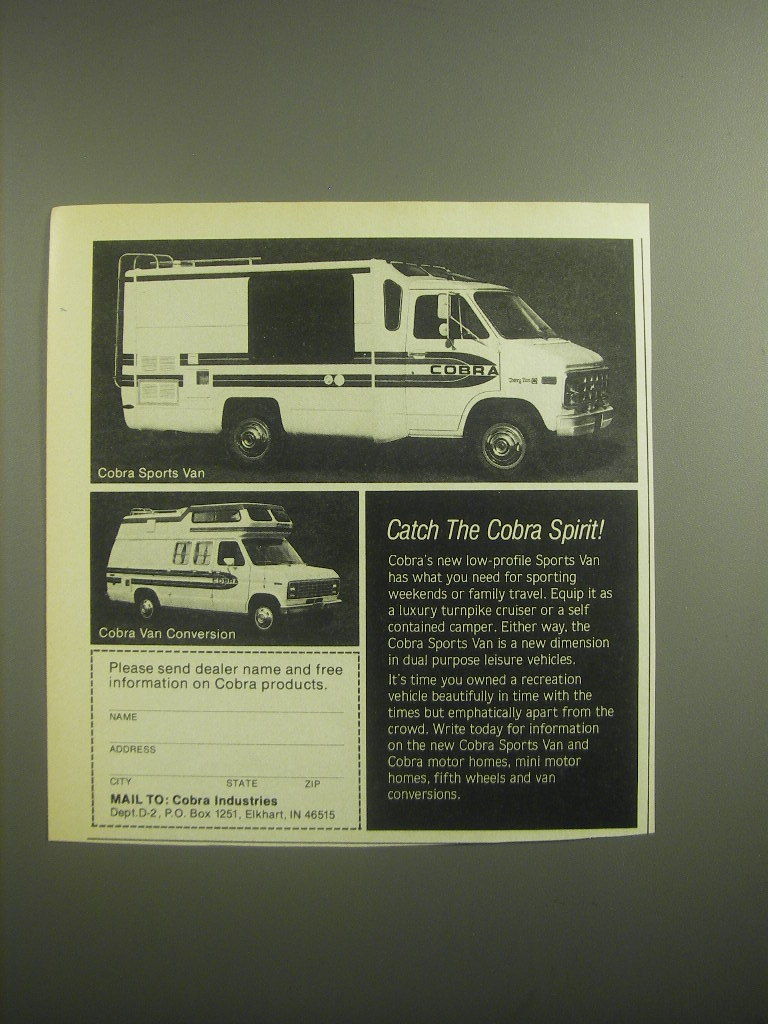 COBRA
Chevy Van
Cobra Sports Van
COBRA
Cobra Van Conversion
Please send dealer name and free
information on Cobra products.
NAME
ADDRESS
CITY STATE ZIP
MAIL TO: Cobra Industries
Dept.D-2, P.O. Box 1251, Elkhart, IN 46515
Catch The Cobra Spirit!
Cobra's new low-profile Sports Van
has what you need for sporting
weekends or family travel. Equip it as
a luxury turnpike cruiser or a self
contained camper. Either way, the
Cobra Sports Van is a new dimension
in dual purpose leisure vehicles.
It's time you owned a recreation
vehicle beautifully in time with the
times but emphatically apart from the
crowd. Write today for information
on the new Cobra Sports Van and
Cobra motor homes, mini motor
homes, fifth wheels and van
conversions.